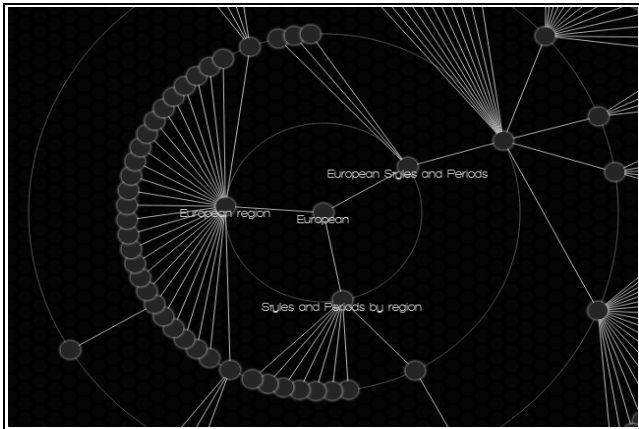 European Styles and Periods
European region
European
Styles and Periods by region